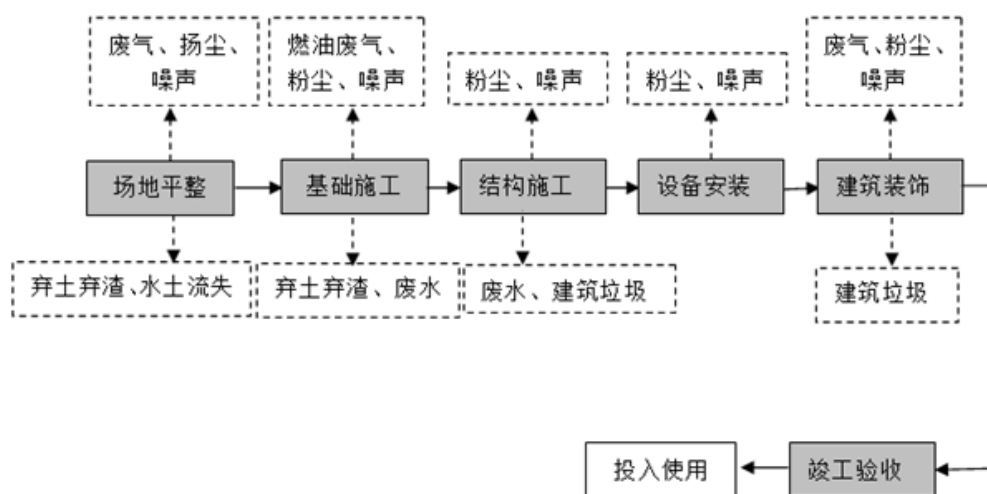 废气、扬尘、
噪声
燃油废气、
粉尘、噪声
粉尘、噪声
粉尘、噪声
废气、粉尘、
噪声
场地平整
基础施工
结构施工
设备安装
建筑装饰
弃土弃渣、水土流失
弃土弃渣、废水
废水、建筑垃圾
建筑垃圾
投入使用
竣工验收